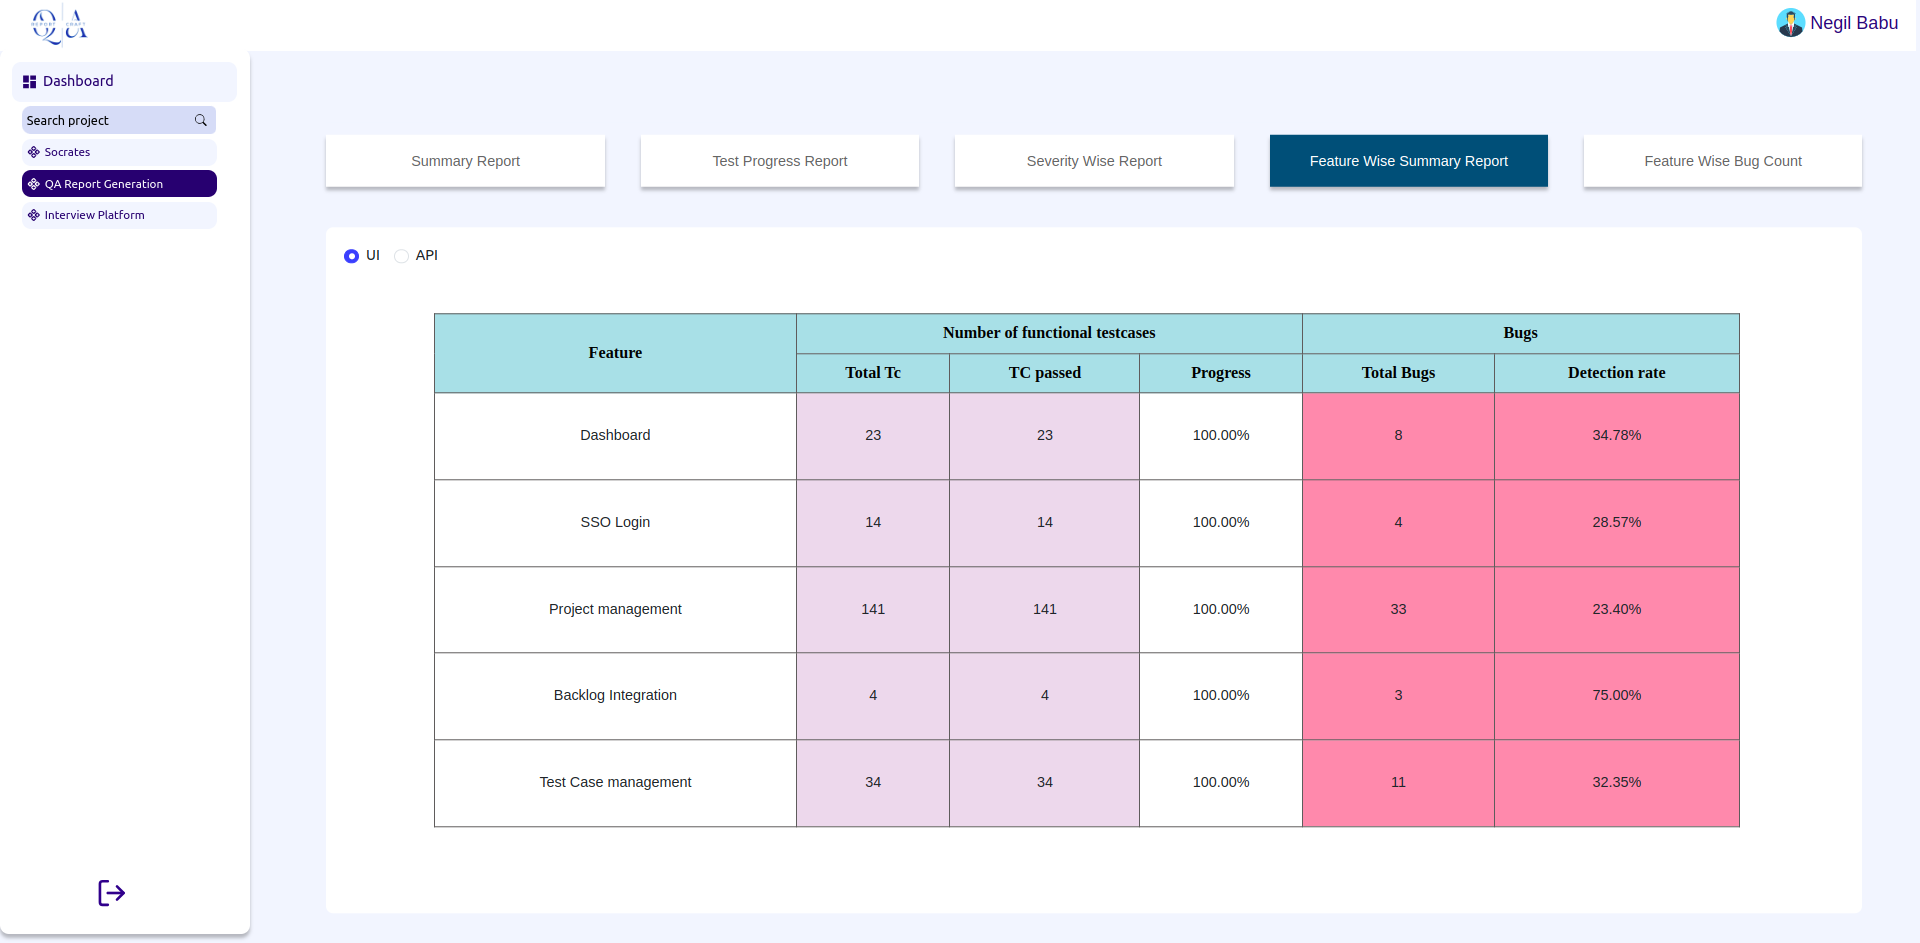 QA
REPORT CRAFT
Negil Babu
Dashboard
Search project
Socrates
QA Report Generation
Interview Platform
Summary Report
Test Progress Report
Severity Wise Report
Feature Wise Summary Report
Feature Wise Bug Count
UI API
Feature Number of functional testcases Bugs
Total Tc TC passed Progress Total Bugs Detection rate
Dashboard 23 23 100.00% 8 34.78%
SSO Login 14 14 100.00% 4 28.57%
Project management 141 141 100.00% 33 23.40%
Backlog Integration 4 4 100.00% 3 75.00%
Test Case management 34 34 100.00% 11 32.35%